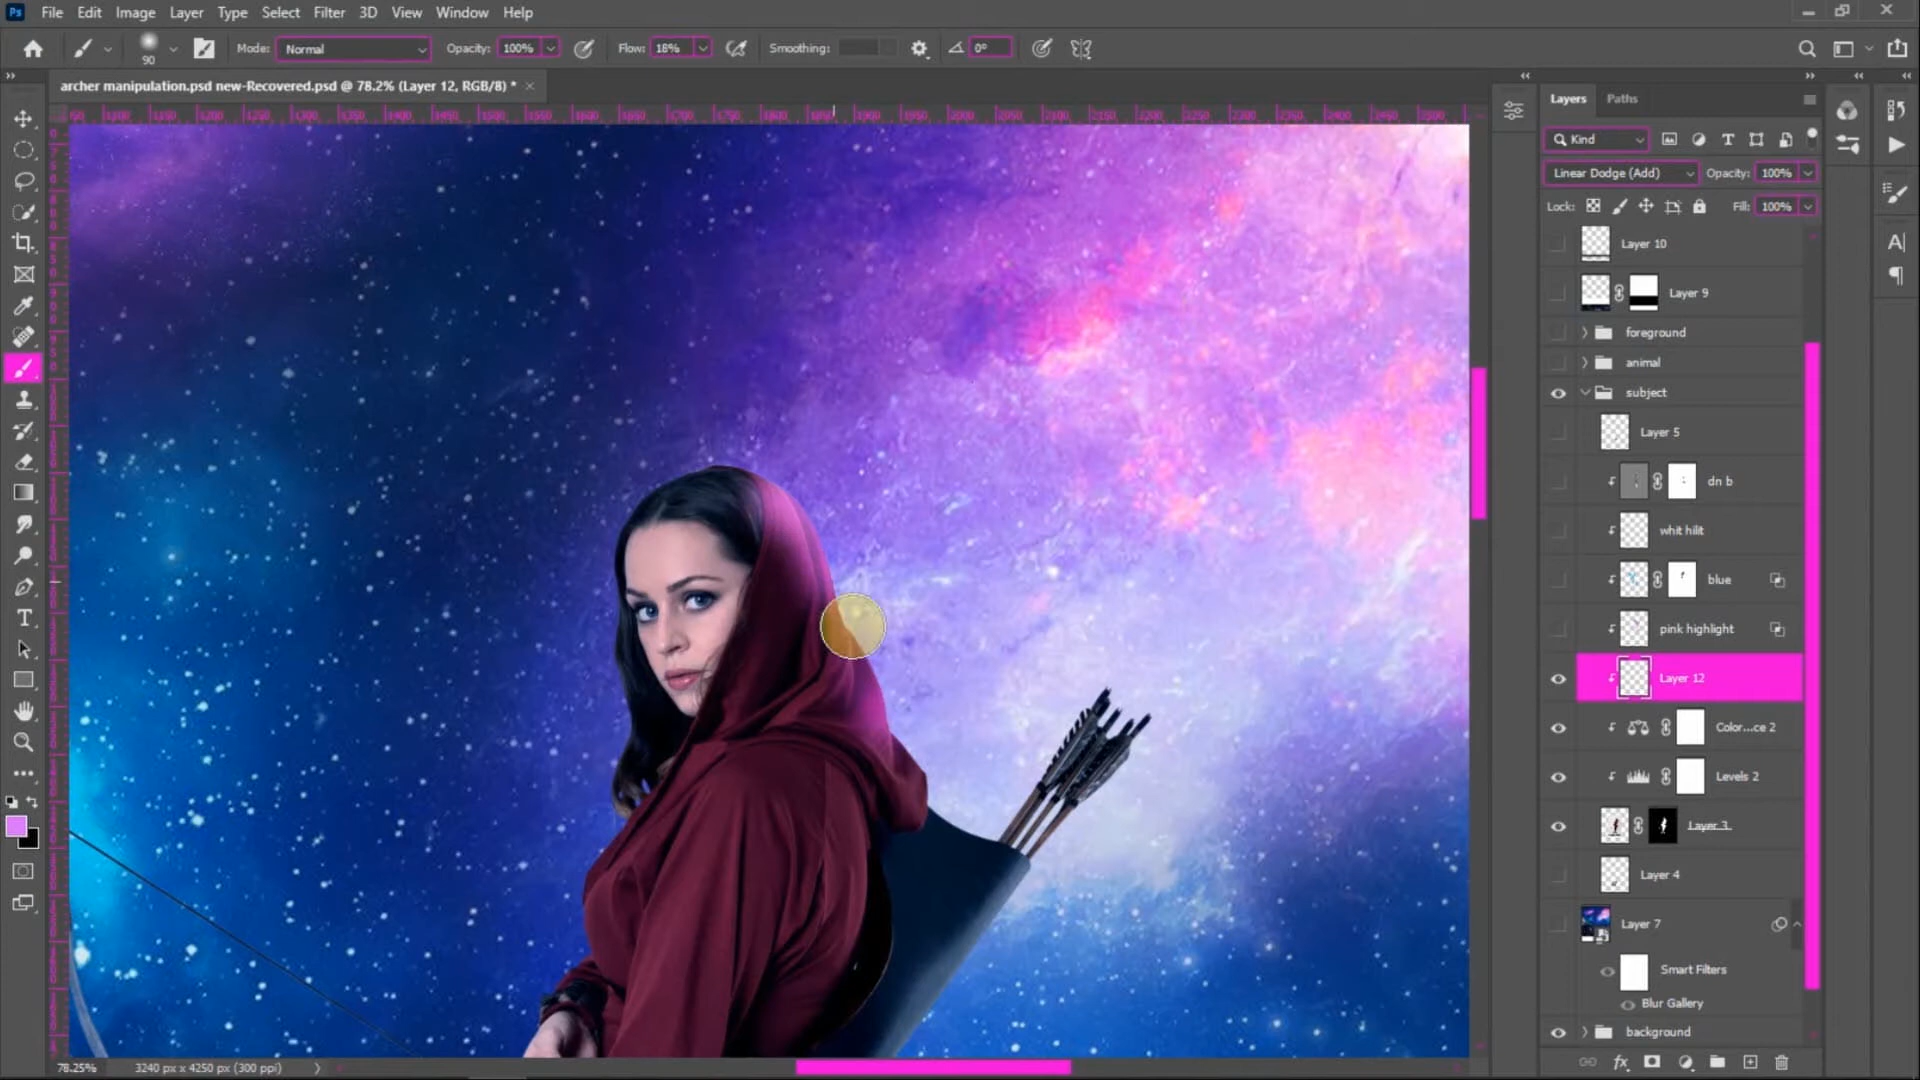 Ps File Edit Image Layer Type Select Filter 3D View Window Help
90 Mode: Normal Opacity: 100% Flow: 18% Smoothing: 0°
archer manipulation.psd new-Recovered.psd @ 78.2% (Layer 12, RGB/8) *
Layers Paths
Kind
Linear Dodge (Add) Opacity: 100%
Lock: Fill: 100%
Layer 10
Layer 9
foreground
animal
subject
Layer 5
dn b
whit hilit
blue
pink highlight
Layer 12
Color...ce 2
Levels 2
Layer 3
Layer 4
Layer 7
Smart Filters
Blur Gallery
background
78.25% 3240 px x 4250 px (300 ppi)